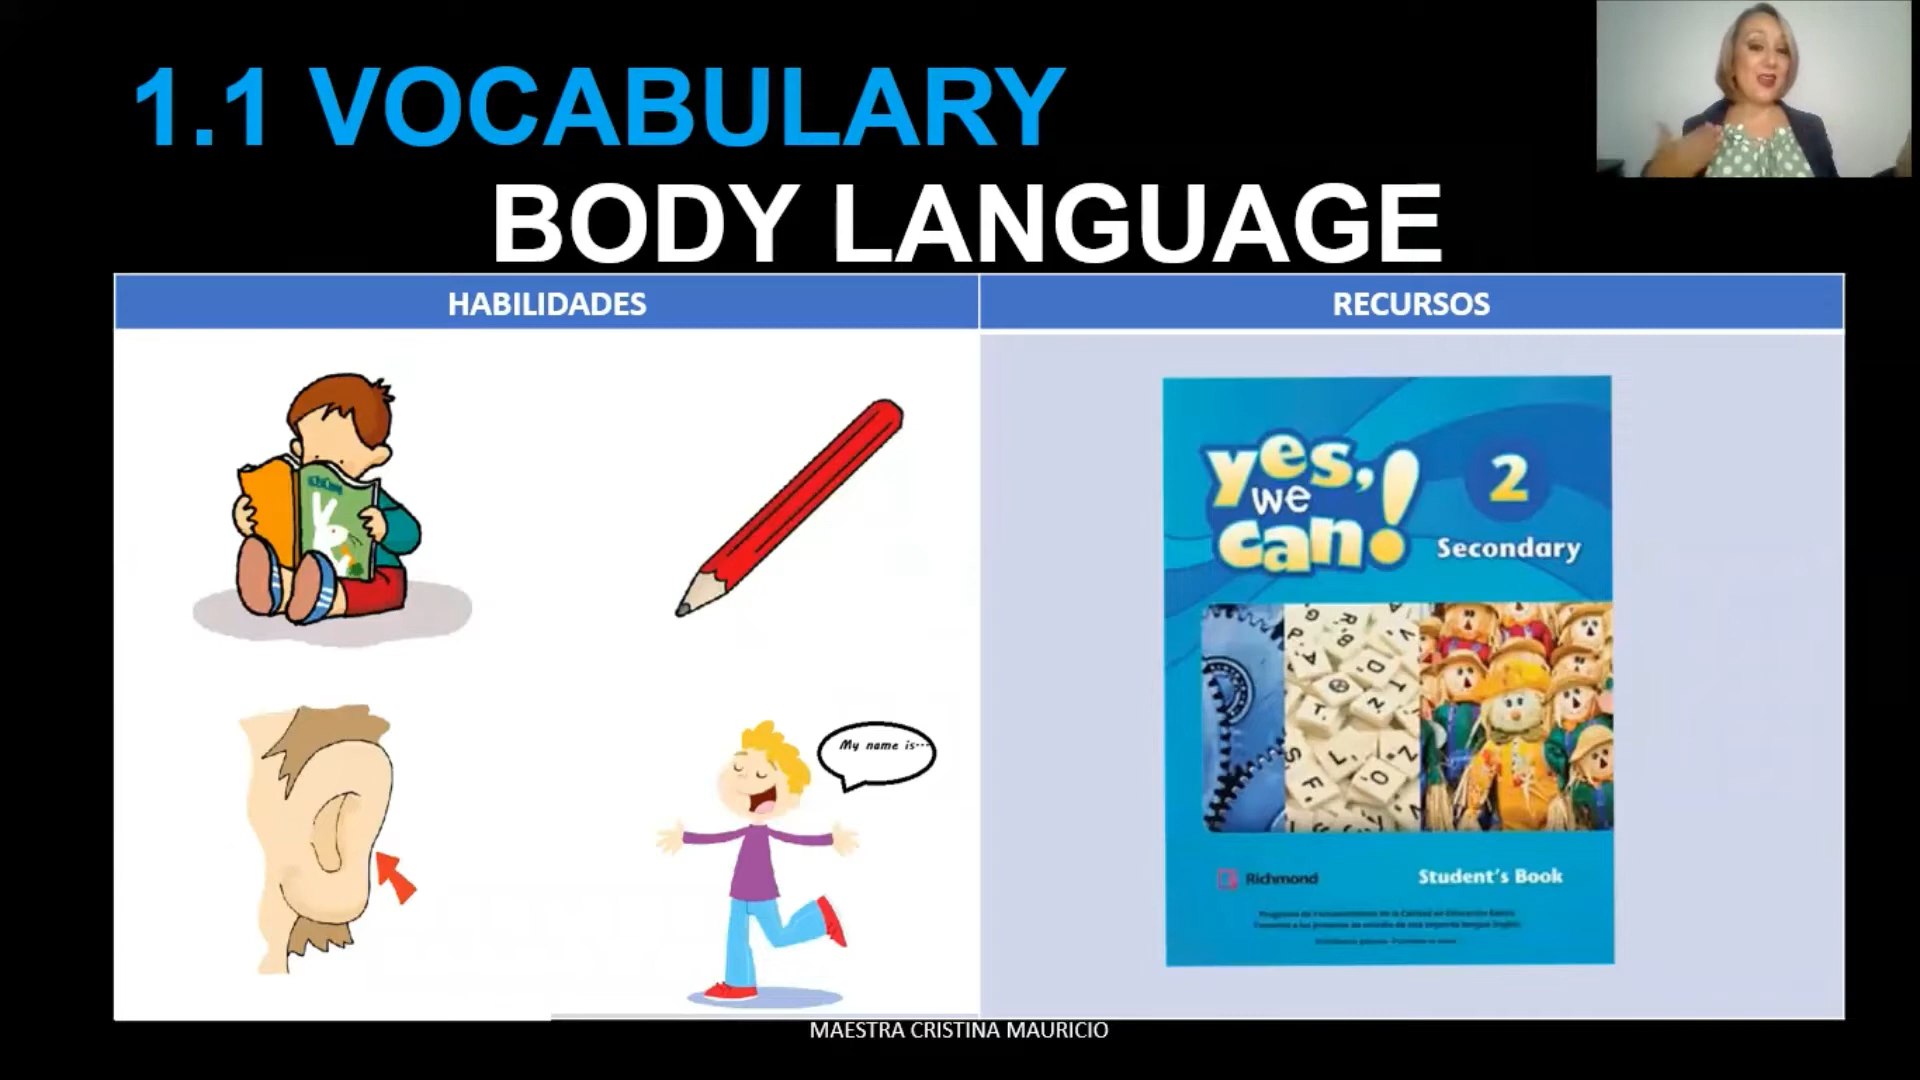 1.1 VOCABULARY
BODY LANGUAGE
HABILIDADES
RECURSOS
My name is...
yes,
we
can!
2
Secondary
Richmond
Student's Book
MAESTRA CRISTINA MAURICIO